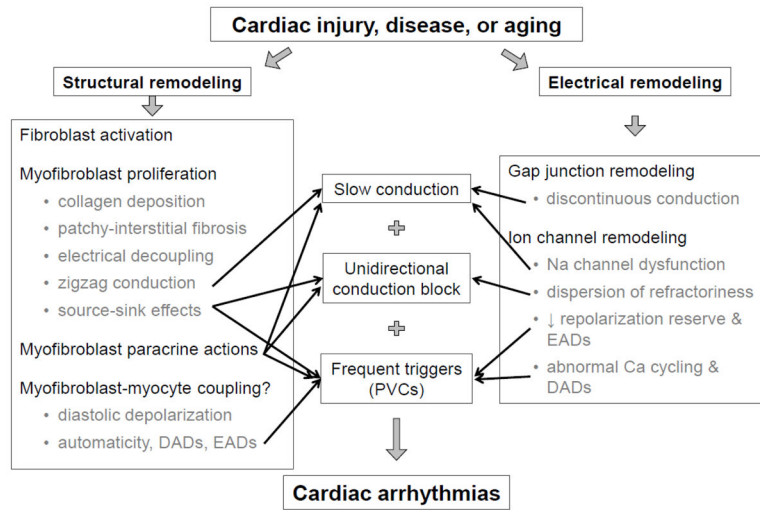 Cardiac injury, disease, or aging
Structural remodeling
Electrical remodeling
Fibroblast activation
Myofibroblast proliferation
• collagen deposition
• patchy-interstitial fibrosis
• electrical decoupling
• zigzag conduction
• source-sink effects
Myofibroblast paracrine actions
Myofibroblast-myocyte coupling?
• diastolic depolarization
• automaticity, DADs, EADs
Slow conduction
+
Unidirectional
conduction block
+
Frequent triggers
(PVCs)
Gap junction remodeling
• discontinuous conduction
Ion channel remodeling
• Na channel dysfunction
• dispersion of refractoriness
• ↓ repolarization reserve &
EADs
• abnormal Ca cycling &
DADs
Cardiac arrhythmias